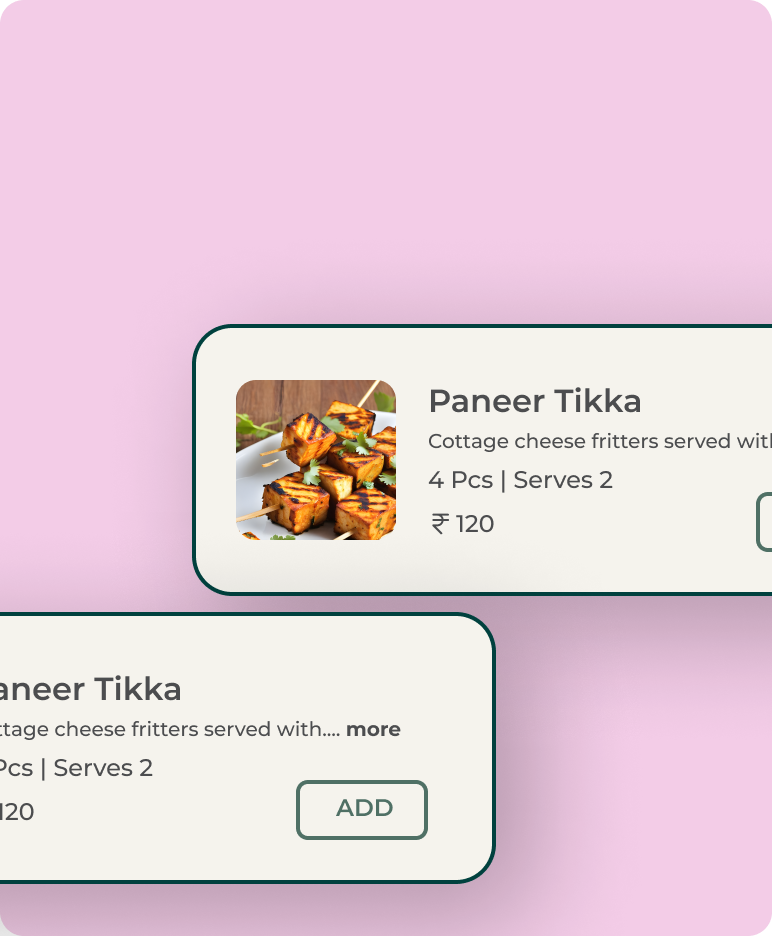 Paneer Tikka
Cottage cheese fritters served with
4 Pcs | Serves 2
₹ 120
aneer Tikka
ttage cheese fritters served with.... more
Pcs | Serves 2
120
ADD